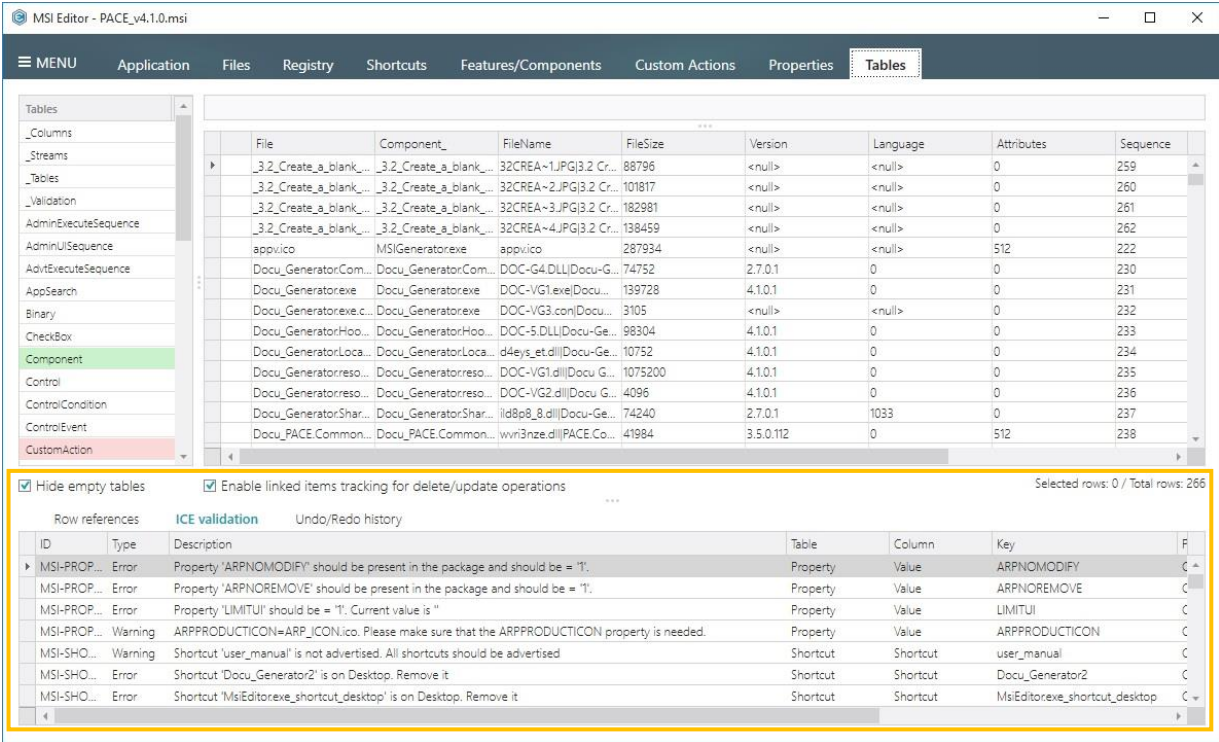 MSI Editor - PACE_v4.1.0.msi
MENU Application Files Registry Shortcuts Features/Components Custom Actions Properties Tables
Tables
_Columns
_Streams
_Tables
_Validation
AdminExecuteSequence
AdminUISequence
AdvtExecuteSequence
AppSearch
Binary
CheckBox
Component
Control
ControlCondition
ControlEvent
CustomAction
File Component_ FileName FileSize Version Language Attributes Sequence
_3.2_Create_a_blank_... _3.2_Create_a_blank_... 32CREA~1.JPG|3.2 Cr... 88796 <null> <null> 0 259
_3.2_Create_a_blank_... _3.2_Create_a_blank_... 32CREA~2.JPG|3.2 Cr... 101817 <null> <null> 0 260
_3.2_Create_a_blank_... _3.2_Create_a_blank_... 32CREA~3.JPG|3.2 Cr... 182981 <null> <null> 0 261
_3.2_Create_a_blank_... _3.2_Create_a_blank_... 32CREA~4.JPG|3.2 Cr... 138459 <null> <null> 0 262
appv.ico MSIGenerator.exe appv.ico 287934 <null> <null> 512 222
Docu_Generator.Com... Docu_Generator.Com... DOC-G4.DLL|Docu-G... 74752 2.7.0.1 0 0 230
Docu_Generator.exe Docu_Generator.exe DOC-VG1.exe|Docu... 139728 4.1.0.1 0 0 231
Docu_Generator.exe.c... Docu_Generator.exe DOC-VG3.con|Docu... 3105 <null> <null> 0 232
Docu_Generator.Hoo... Docu_Generator.Hoo... DOC-5.DLL|Docu-Ge... 98304 4.1.0.1 0 0 233
Docu_Generator.Loca... Docu_Generator.Loca... d4eys_et.dll|Docu-Ge... 10752 4.1.0.1 0 0 234
Docu_Generator.reso... Docu_Generator.reso... DOC-VG1.dll|Docu G... 1075200 4.1.0.1 0 0 235
Docu_Generator.reso... Docu_Generator.reso... DOC-VG2.dll|Docu G... 4096 4.1.0.1 0 0 236
Docu_Generator.Shar... Docu_Generator.Shar... ild8p8_8.dll|Docu-Ge... 74240 2.7.0.1 1033 0 237
Docu_PACE.Common... Docu_PACE.Common... wvri3nze.dll|PACE.Co... 41984 3.5.0.112 0 512 238
Hide empty tables Enable linked items tracking for delete/update operations Selected rows: 0 / Total rows: 266
Row references ICE validation Undo/Redo history
ID Type Description Table Column Key F
MSI-PROP... Error Property 'ARPNOMODIFY' should be present in the package and should be = '1'. Property Value ARPNOMODIFY
MSI-PROP... Error Property 'ARPNOREMOVE' should be present in the package and should be = '1'. Property Value ARPNOREMOVE
MSI-PROP... Error Property 'LIMITUI' should be = '1'. Current value is '' Property Value LIMITUI
MSI-PROP... Warning ARPPRODUCTICON=ARP_ICON.ico. Please make sure that the ARPPRODUCTICON property is needed. Property Value ARPPRODUCTICON
MSI-SHO... Warning Shortcut 'user_manual' is not advertised. All shortcuts should be advertised Shortcut Shortcut user_manual
MSI-SHO... Error Shortcut 'Docu_Generator2' is on Desktop. Remove it Shortcut Shortcut Docu_Generator2
MSI-SHO... Error Shortcut 'MsiEditor.exe_shortcut_desktop' is on Desktop. Remove it Shortcut Shortcut MsiEditor.exe_shortcut_desktop